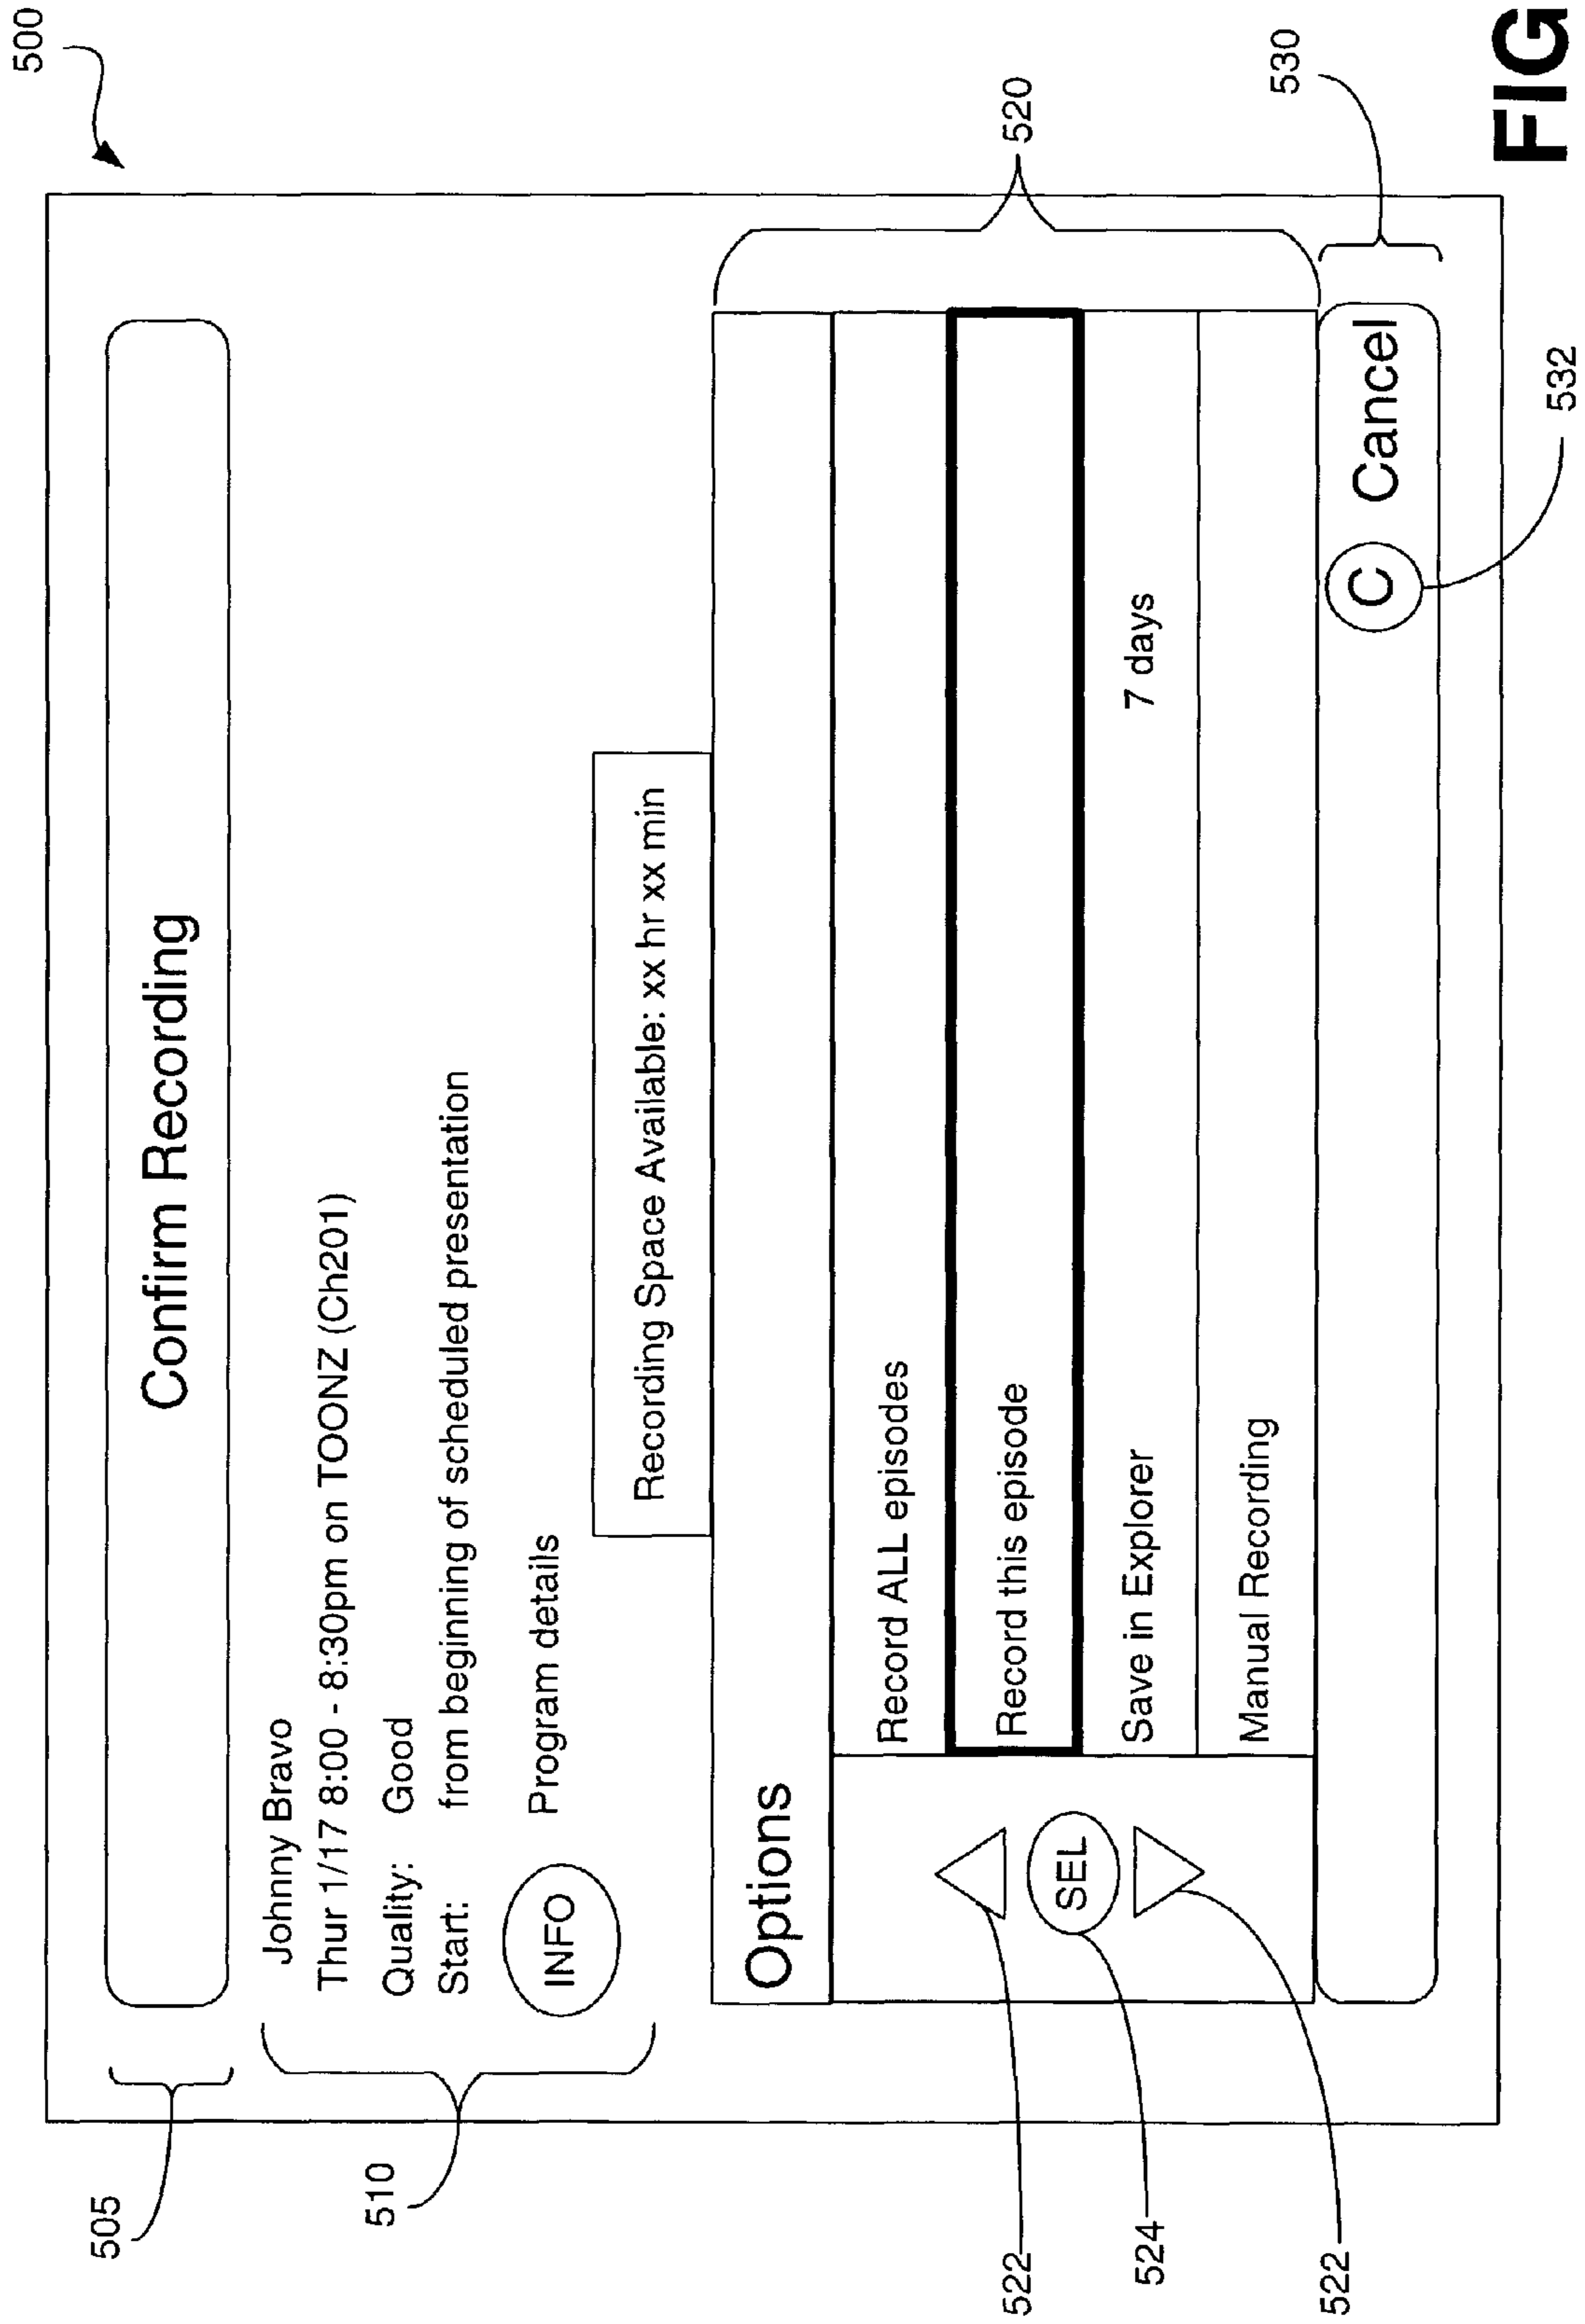 500
505
Confirm Recording
510
Johnny Bravo
Thur 1/17 8:00 - 8:30pm on TOONZ (Ch201)
Quality: Good
Start: from beginning of scheduled presentation
INFO Program details
Recording Space Available: xx hr xx min
Options
520
Record ALL episodes
522
Record this episode
524
SEL
Save in Explorer 7 days
522
Manual Recording
530
C Cancel
532
FIG